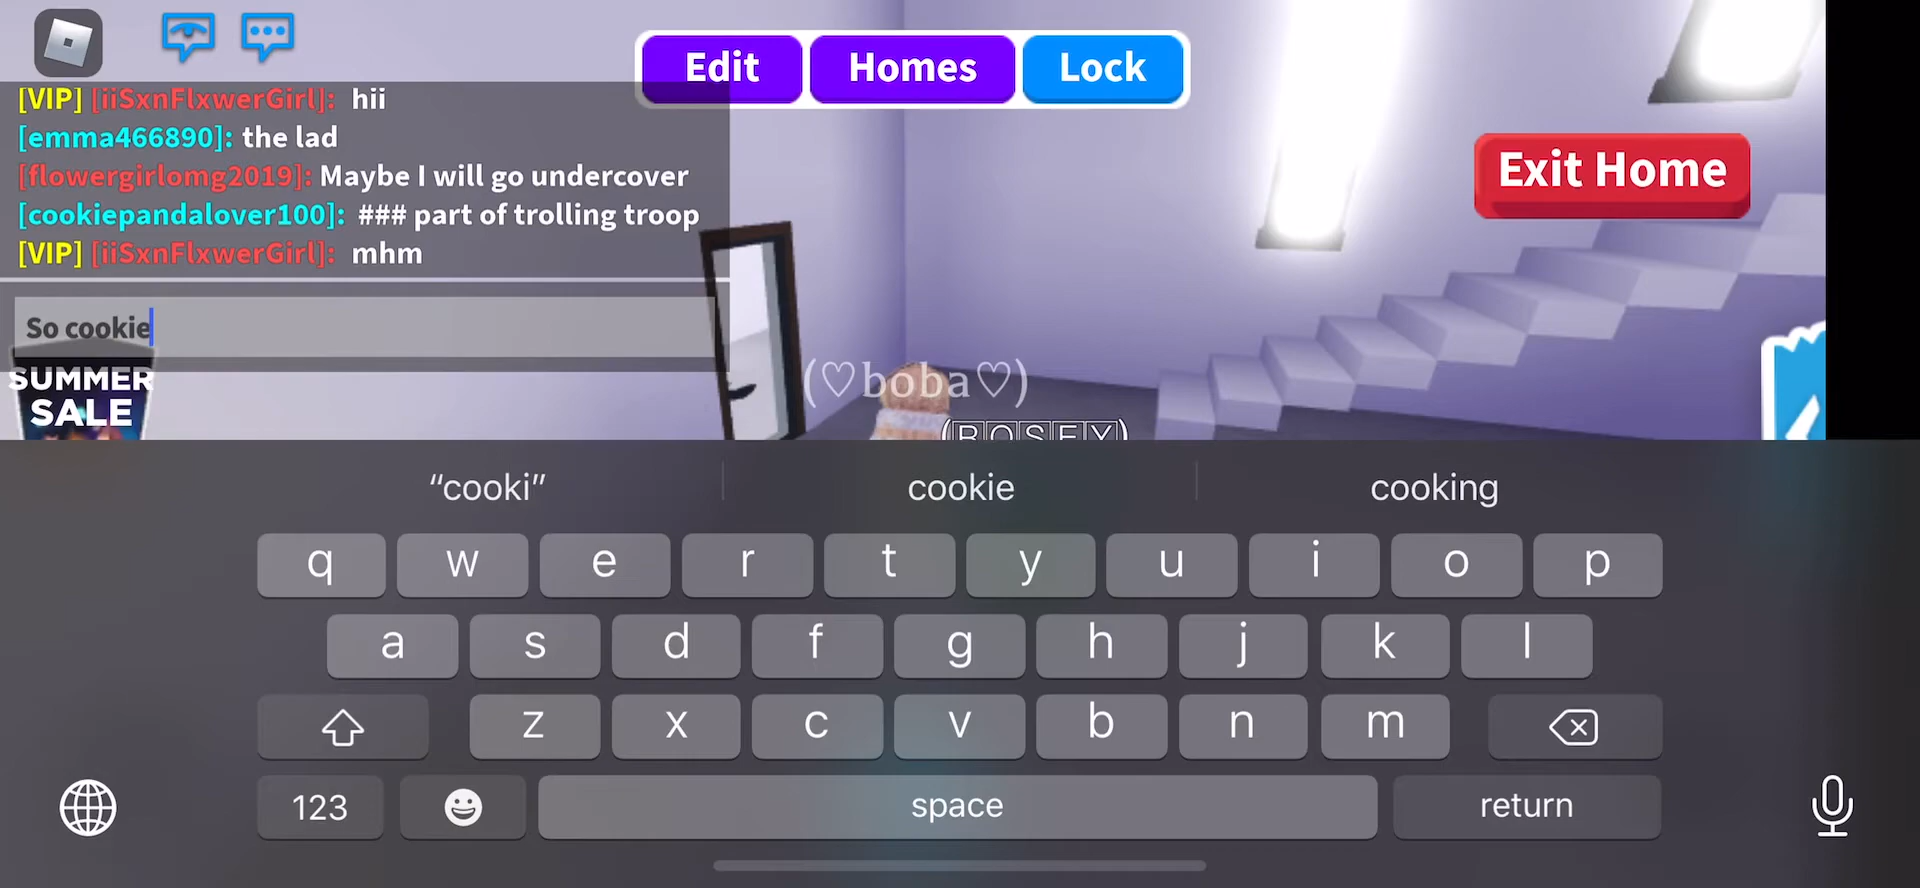 Edit Homes Lock
[VIP] [iiSxnFlxwerGirl]: hii
[emma466890]: the lad
[flowergirlomg2019]: Maybe I will go undercover
[cookiepandalover100]: ### part of trolling troop
[VIP] [iiSxnFlxwerGirl]: mhm
Exit Home
So cookie
SUMMER
SALE
(♡boba♡)
(ROSEY)
“cooki” cookie cooking
q w e r t y u i o p
a s d f g h j k l
z x c v b n m
123 space return